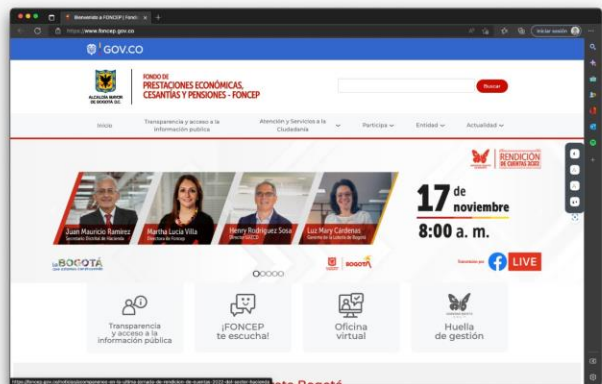 Bienvenido a FONCEP | Fondo
https://www.foncep.gov.co
Iniciar sesión
GOV.CO
ALCALDÍA MAYOR
DE BOGOTÁ D.C.
FONDO DE
PRESTACIONES ECONÓMICAS,
CESANTÍAS Y PENSIONES - FONCEP
Buscar
Inicio
Transparencia y acceso a la
información publica
Atención y Servicios a la
Ciudadanía
Participa
Entidad
Actualidad
RENDICIÓN
DE CUENTAS 2022
Juan Mauricio Ramírez
Secretario Distrital de Hacienda
Martha Lucía Villa
Directora de Foncep
Henry Rodríguez Sosa
Director UAECD
Luz Mary Cárdenas
Gerente de la Lotería de Bogotá
17 de
noviembre
8:00 a. m.
BOGOTÁ
BOGOTÁ
LIVE
Transparencia
y acceso a la
información pública
¡FONCEP
te escucha!
Oficina
virtual
Huella
de gestión